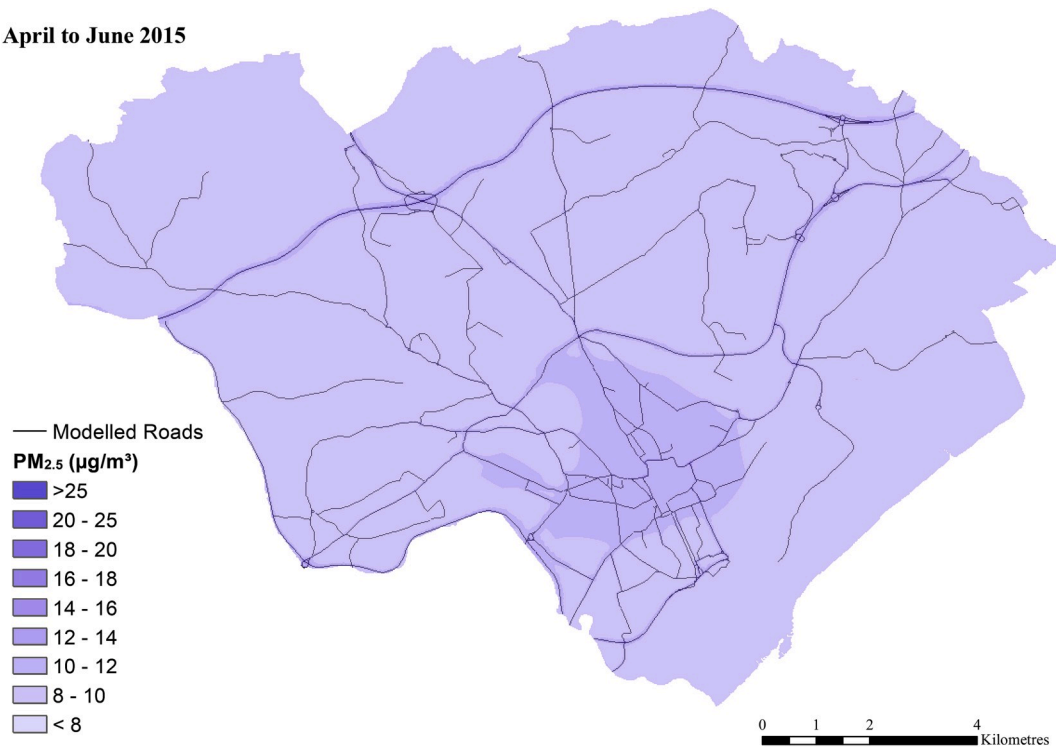 April to June 2015
Modelled Roads
PM₂.₅ (µg/m³)
>25
20 - 25
18 - 20
16 - 18
14 - 16
12 - 14
10 - 12
8 - 10
< 8
0 1 2 4
Kilometres